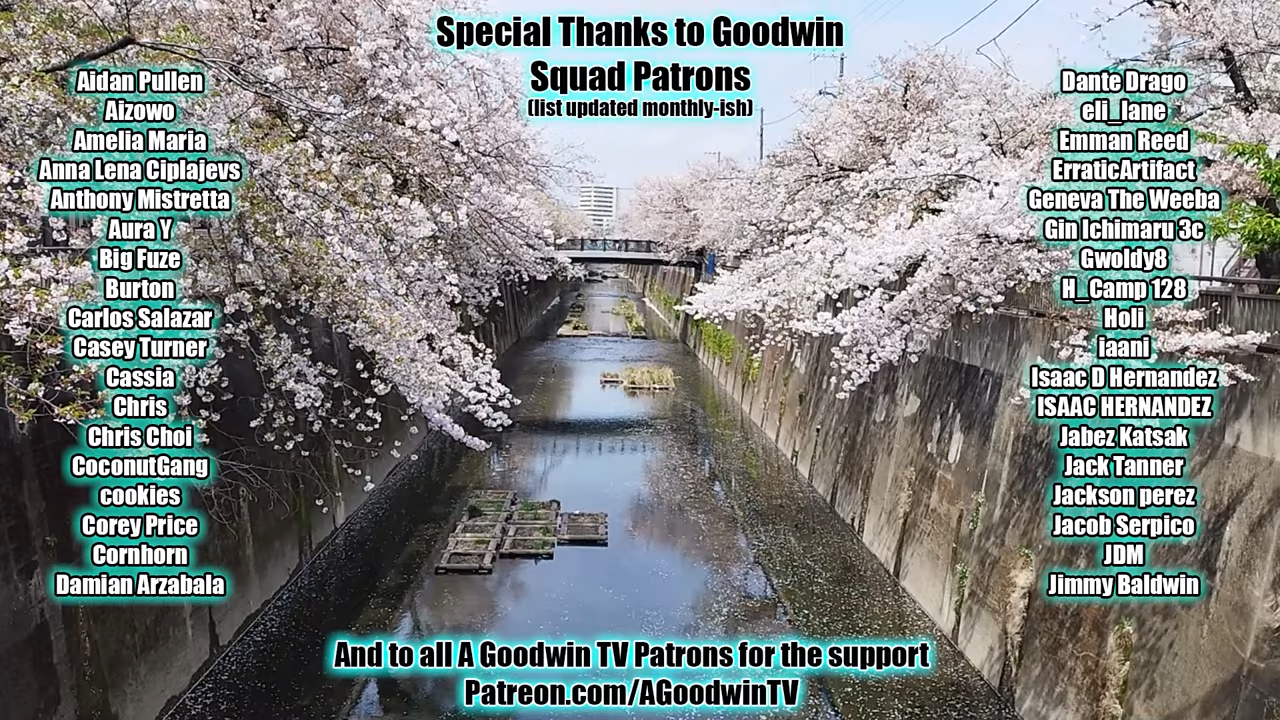 Special Thanks to Goodwin
Squad Patrons
(list updated monthly-ish)
Aidan Pullen
Aizowo
Amelia Maria
Anna Lena Ciplajevs
Anthony Mistretta
Aura Y
Big Fuze
Burton
Carlos Salazar
Casey Turner
Cassia
Chris
Chris Choi
CoconutGang
cookies
Corey Price
Cornhorn
Damian Arzabala
Dante Drago
eli_lane
Emman Reed
ErraticArtifact
Geneva The Weeba
Gin Ichimaru 3c
Gwoldy8
H_Camp 128
Holi
iaani
Isaac D Hernandez
ISAAC HERNANDEZ
Jabez Katsak
Jack Tanner
Jackson perez
Jacob Serpico
JDM
Jimmy Baldwin
And to all A Goodwin TV Patrons for the support
Patreon.com/AGoodwinTV